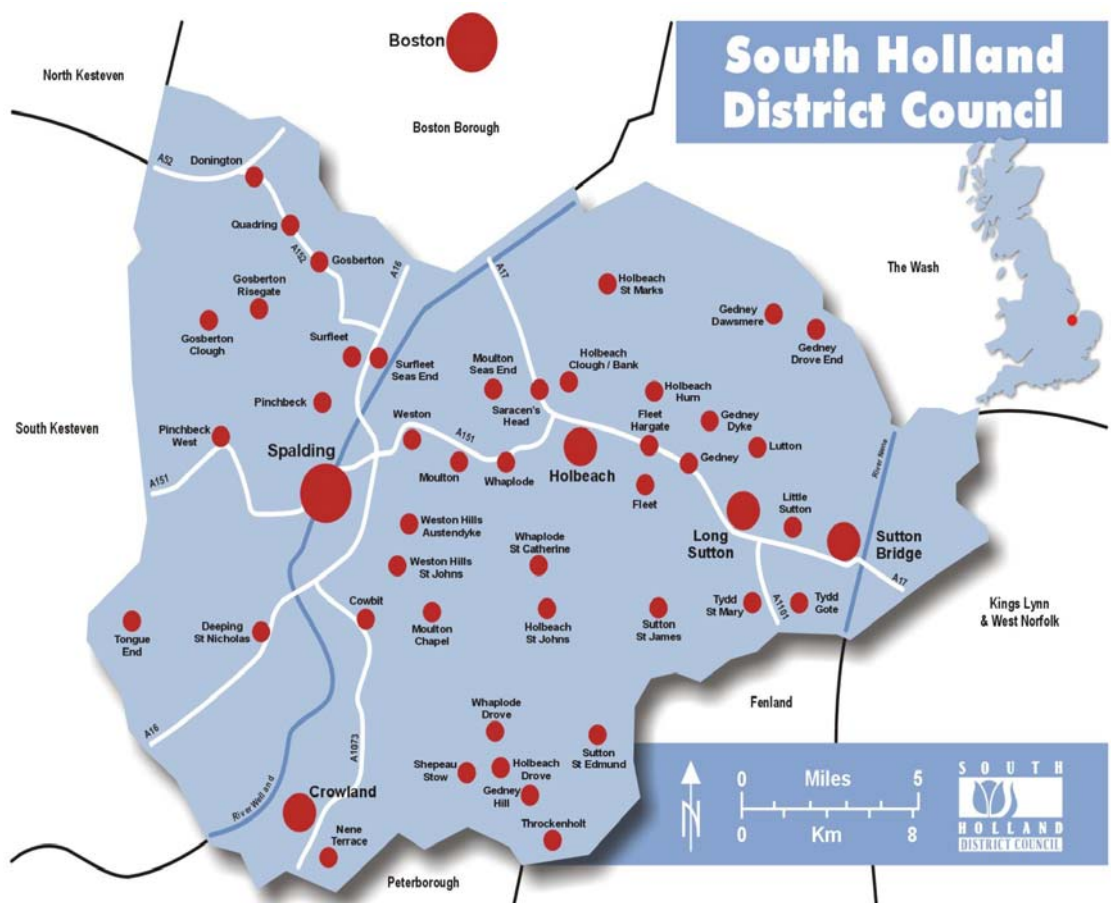 Boston
South Holland
District Council
North Kesteven
Boston Borough
A52
Donington
Quadring
A152
Gosberton
A16
A17
The Wash
Holbeach
St Marks
Gosberton
Risegate
Gedney
Dawsmere
Gedney
Drove End
Gosberton
Clough
Surfleet
Surfleet
Seas End
Moulton
Seas End
Holbeach
Clough / Bank
Holbeach
Hurn
Saracen's
Head
Pinchbeck
South Kesteven
Pinchbeck
West
Weston
A151
Fleet
Hargate
Gedney
Dyke
Lutton
River Nene
Spalding
A151
Moulton
Whaplode
Holbeach
Gedney
Fleet
Little
Sutton
Long
Sutton
Sutton
Bridge
Weston Hills
Austendyke
Whaplode
St Catherine
Weston Hills
St Johns
A17
A1101
Tongue
End
Deeping
St Nicholas
Cowbit
Moulton
Chapel
Holbeach
St Johns
Sutton
St James
Tydd
St Mary
Tydd
Gote
Kings Lynn
& West Norfolk
Fenland
A16
A1073
Whaplode
Drove
Sutton
St Edmund
Shepeau
Stow
Holbeach
Drove
Gedney
Hill
River Welland
Crowland
Nene
Terrace
Throckenholt
Peterborough
N
0 Miles 5
0 Km 8
SOUTH
HOLLAND
DISTRICT COUNCIL